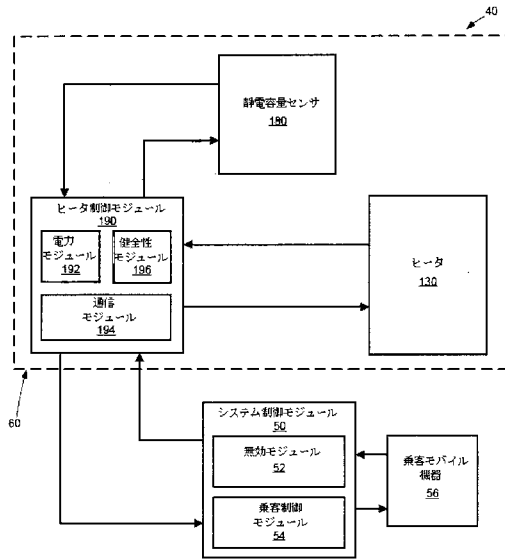 40
静電容量センサ
180
ヒータ制御モジュール
190
電力
モジュール
192
健全性
モジュール
196
通信
モジュール
194
ヒータ
130
60
システム制御モジュール
50
無効モジュール
52
乗客制御
モジュール
54
乗客モバイル
機器
56